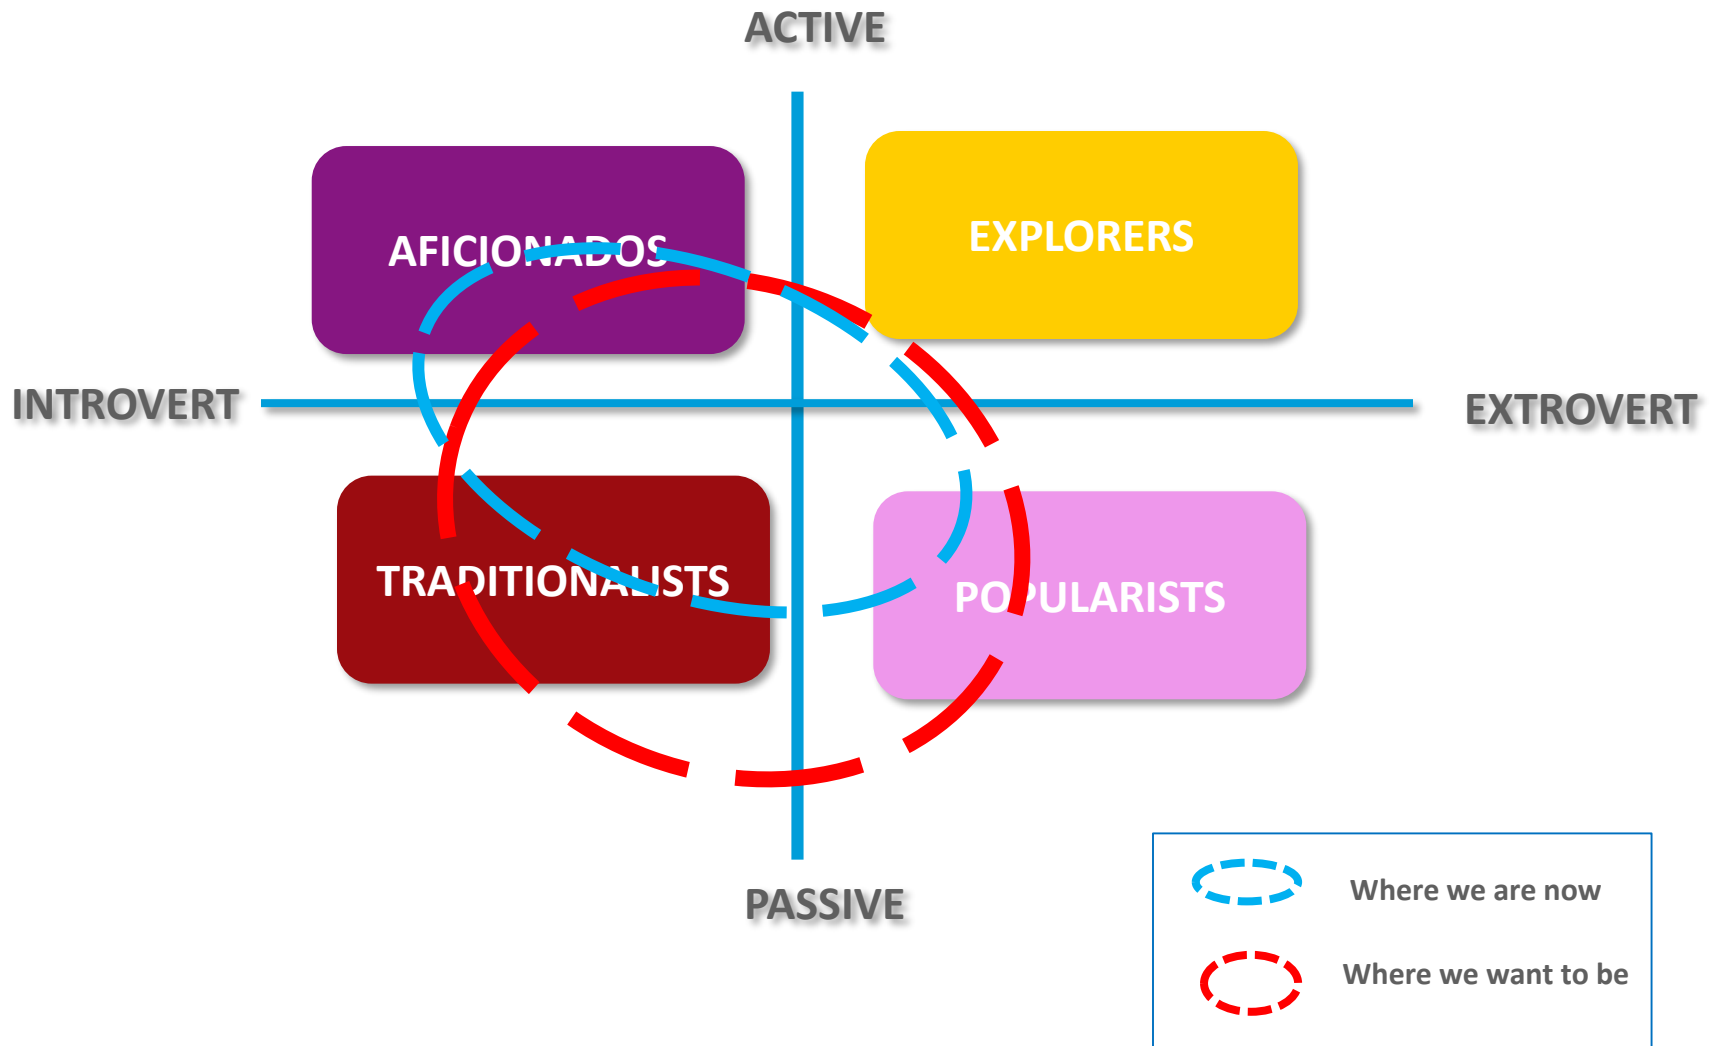 ACTIVE
AFICIONADOS
EXPLORERS
INTROVERT
EXTROVERT
TRADITIONALISTS
POPULARISTS
PASSIVE
Where we are now
Where we want to be